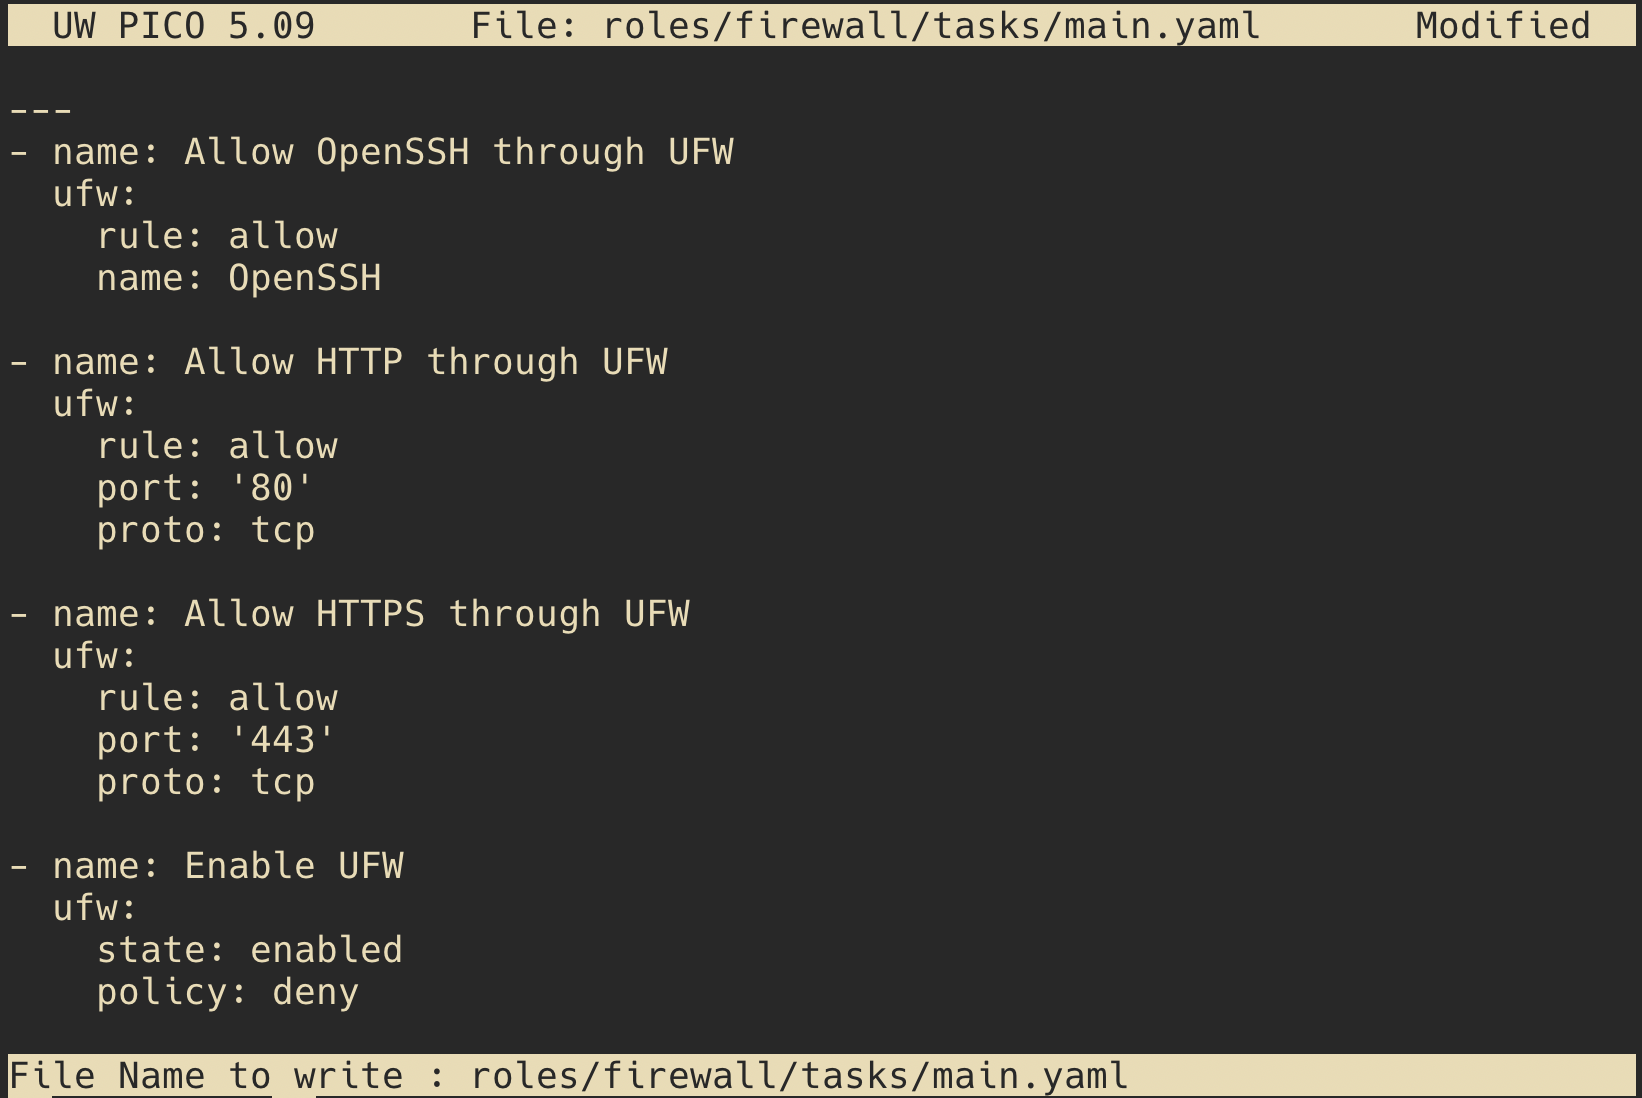 UW PICO 5.09 File: roles/firewall/tasks/main.yaml Modified
---
- name: Allow OpenSSH through UFW
  ufw:
    rule: allow
    name: OpenSSH

- name: Allow HTTP through UFW
  ufw:
    rule: allow
    port: '80'
    proto: tcp

- name: Allow HTTPS through UFW
  ufw:
    rule: allow
    port: '443'
    proto: tcp

- name: Enable UFW
  ufw:
    state: enabled
    policy: deny

File Name to write : roles/firewall/tasks/main.yaml